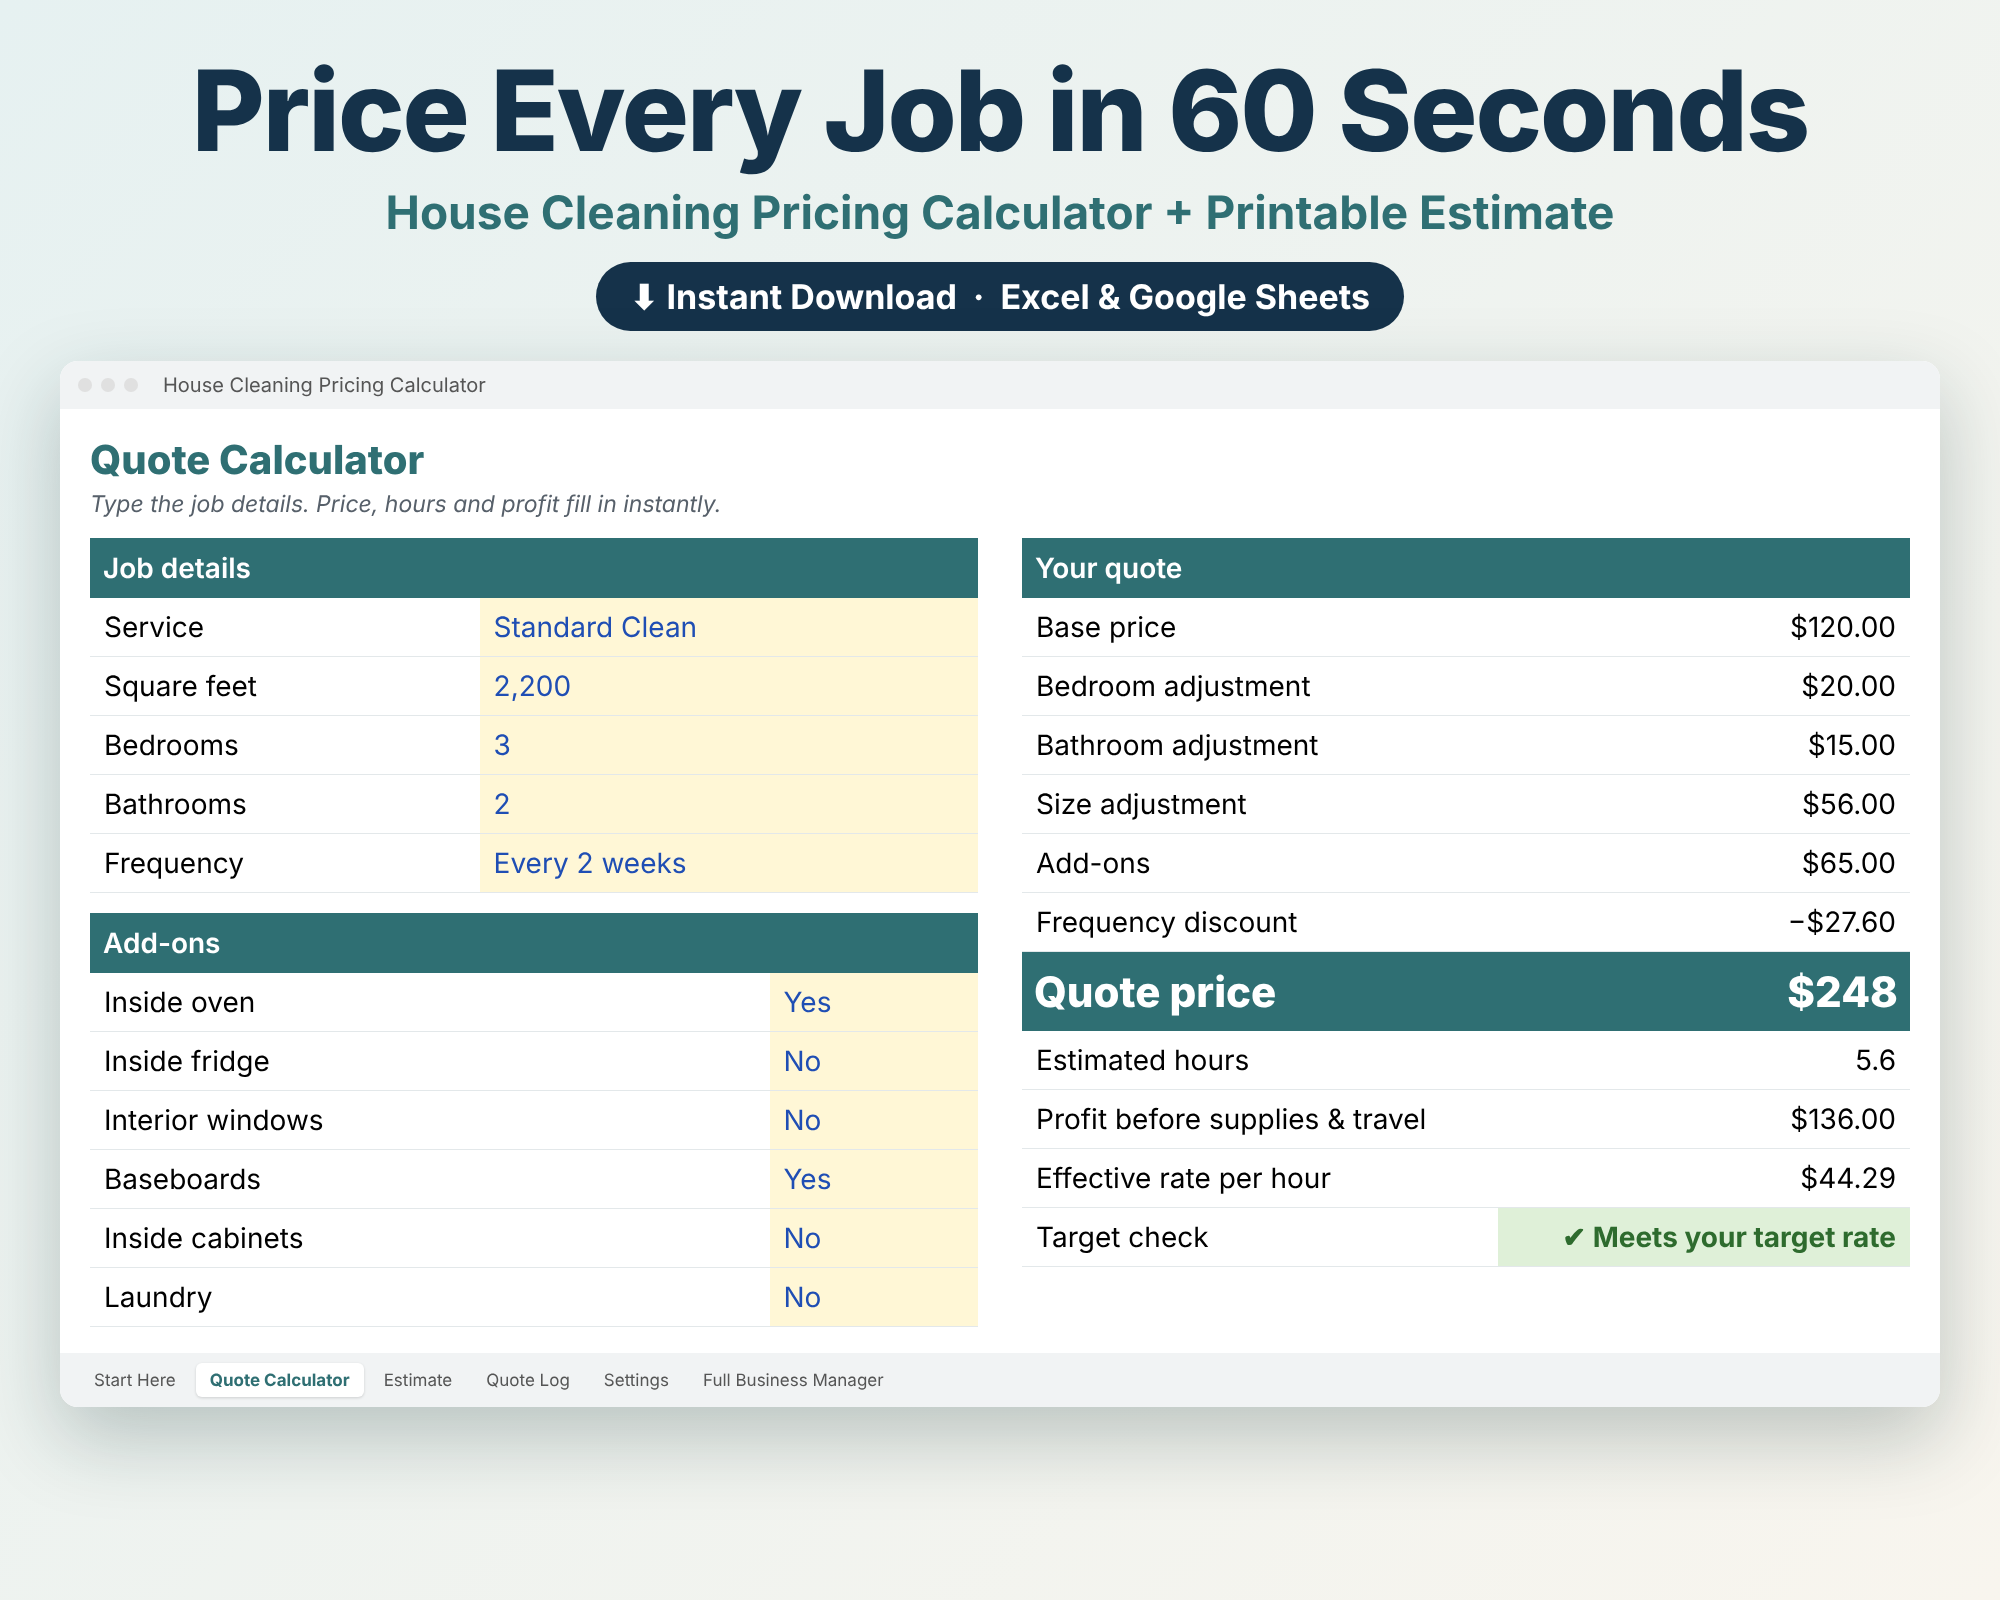 Price Every Job in 60 Seconds
House Cleaning Pricing Calculator + Printable Estimate
⬇ Instant Download · Excel & Google Sheets
House Cleaning Pricing Calculator
Quote Calculator
Type the job details. Price, hours and profit fill in instantly.
Job details
Service Standard Clean
Square feet 2,200
Bedrooms 3
Bathrooms 2
Frequency Every 2 weeks
Add-ons
Inside oven Yes
Inside fridge No
Interior windows No
Baseboards Yes
Inside cabinets No
Laundry No
Your quote
Base price $120.00
Bedroom adjustment $20.00
Bathroom adjustment $15.00
Size adjustment $56.00
Add-ons $65.00
Frequency discount −$27.60
Quote price $248
Estimated hours 5.6
Profit before supplies & travel $136.00
Effective rate per hour $44.29
Target check ✔ Meets your target rate
Start Here Quote Calculator Estimate Quote Log Settings Full Business Manager